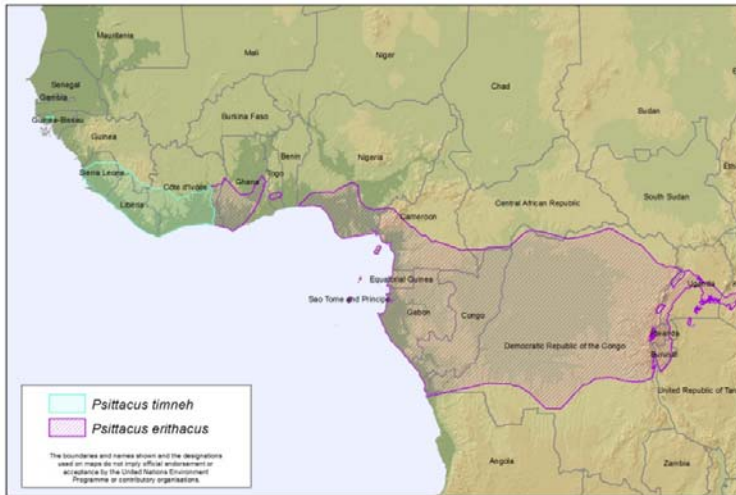 Mauritania
Mali
Niger
Chad
Sudan
Senegal
Gambia
Guinea-Bissau
Guinea
Burkina Faso
Benin
Nigeria
Togo
Ghana
Côte d'Ivoire
Sierra Leone
Liberia
Cameroon
Central African Republic
South Sudan
Equatorial Guinea
Sao Tome and Principe
Gabon
Congo
Democratic Republic of the Congo
Uganda
Burundi
United Republic of Tan
Angola
Zambia
Psittacus timneh
Psittacus erithacus
The boundaries and names shown and the designations
used on maps do not imply official endorsement or
acceptance by the United Nations Environment
Programme or contributory organisations.